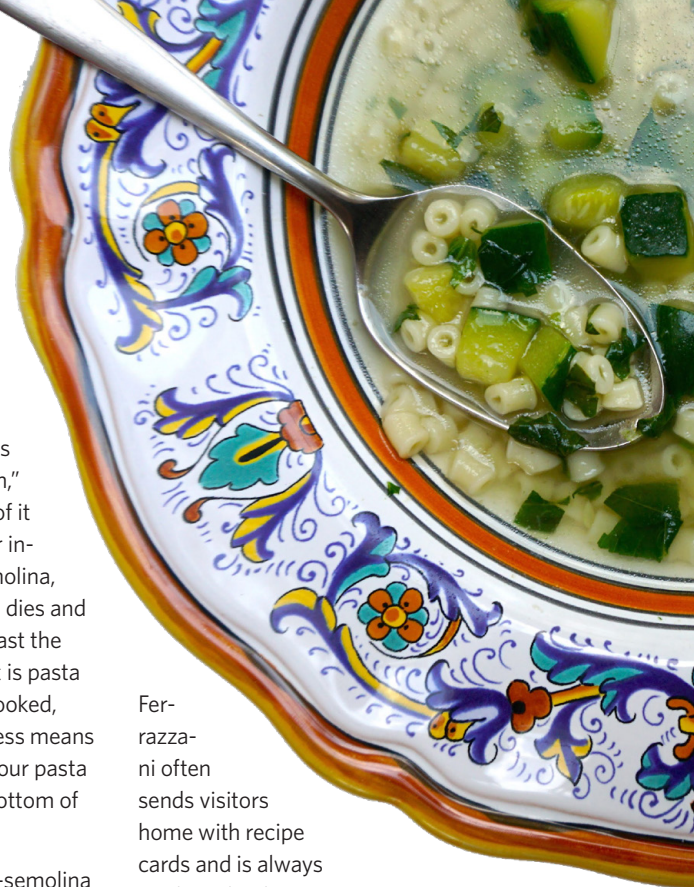 s
n,”
of it
r in-
nolina,
dies and
ast the
t is pasta
ooked,
ess means
our pasta
ottom of
-semolina
Fer-
razza-
ni often
sends visitors
home with recipe
cards and is always